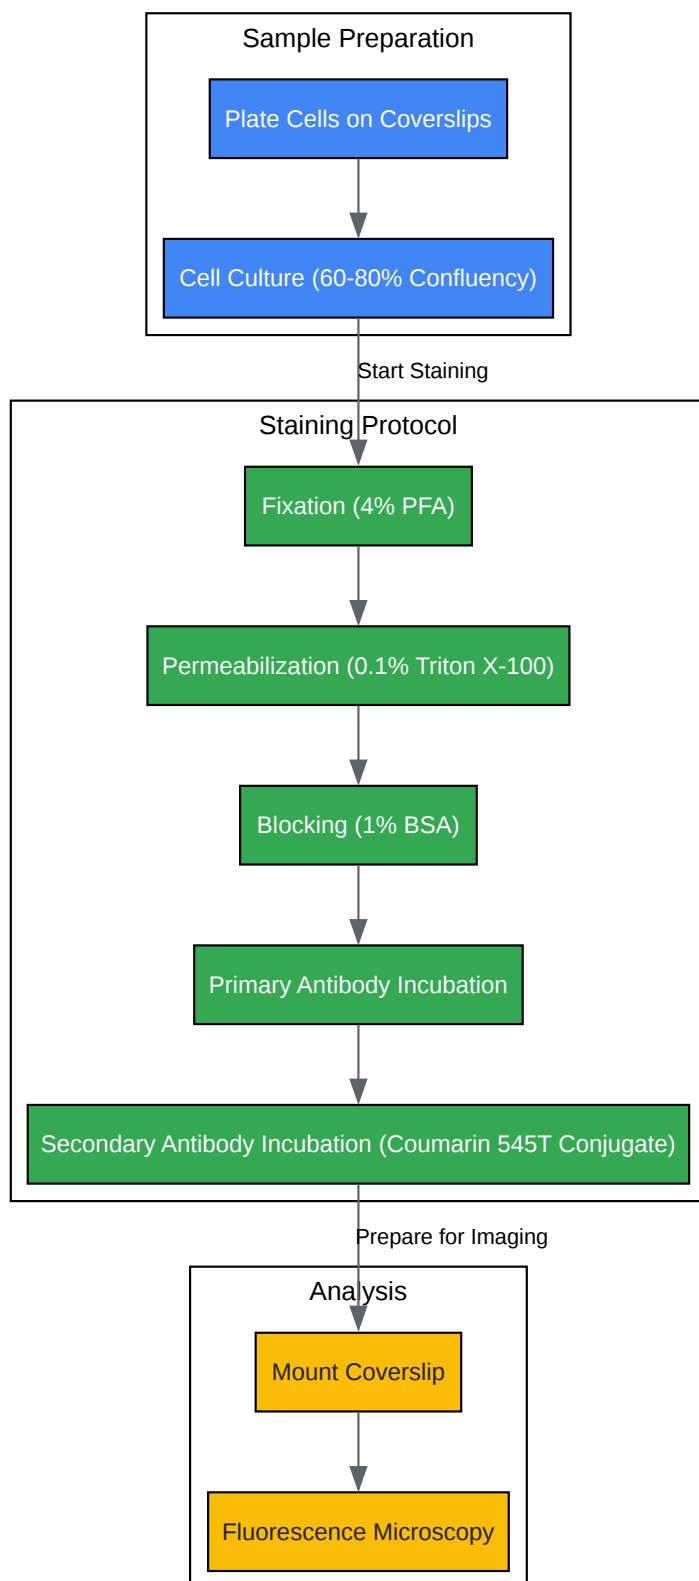 Sample Preparation
Plate Cells on Coverslips
Cell Culture (60-80% Confluency)
Start Staining
Staining Protocol
Fixation (4% PFA)
Permeabilization (0.1% Triton X-100)
Blocking (1% BSA)
Primary Antibody Incubation
Secondary Antibody Incubation (Coumarin 545T Conjugate)
Prepare for Imaging
Analysis
Mount Coverslip
Fluorescence Microscopy